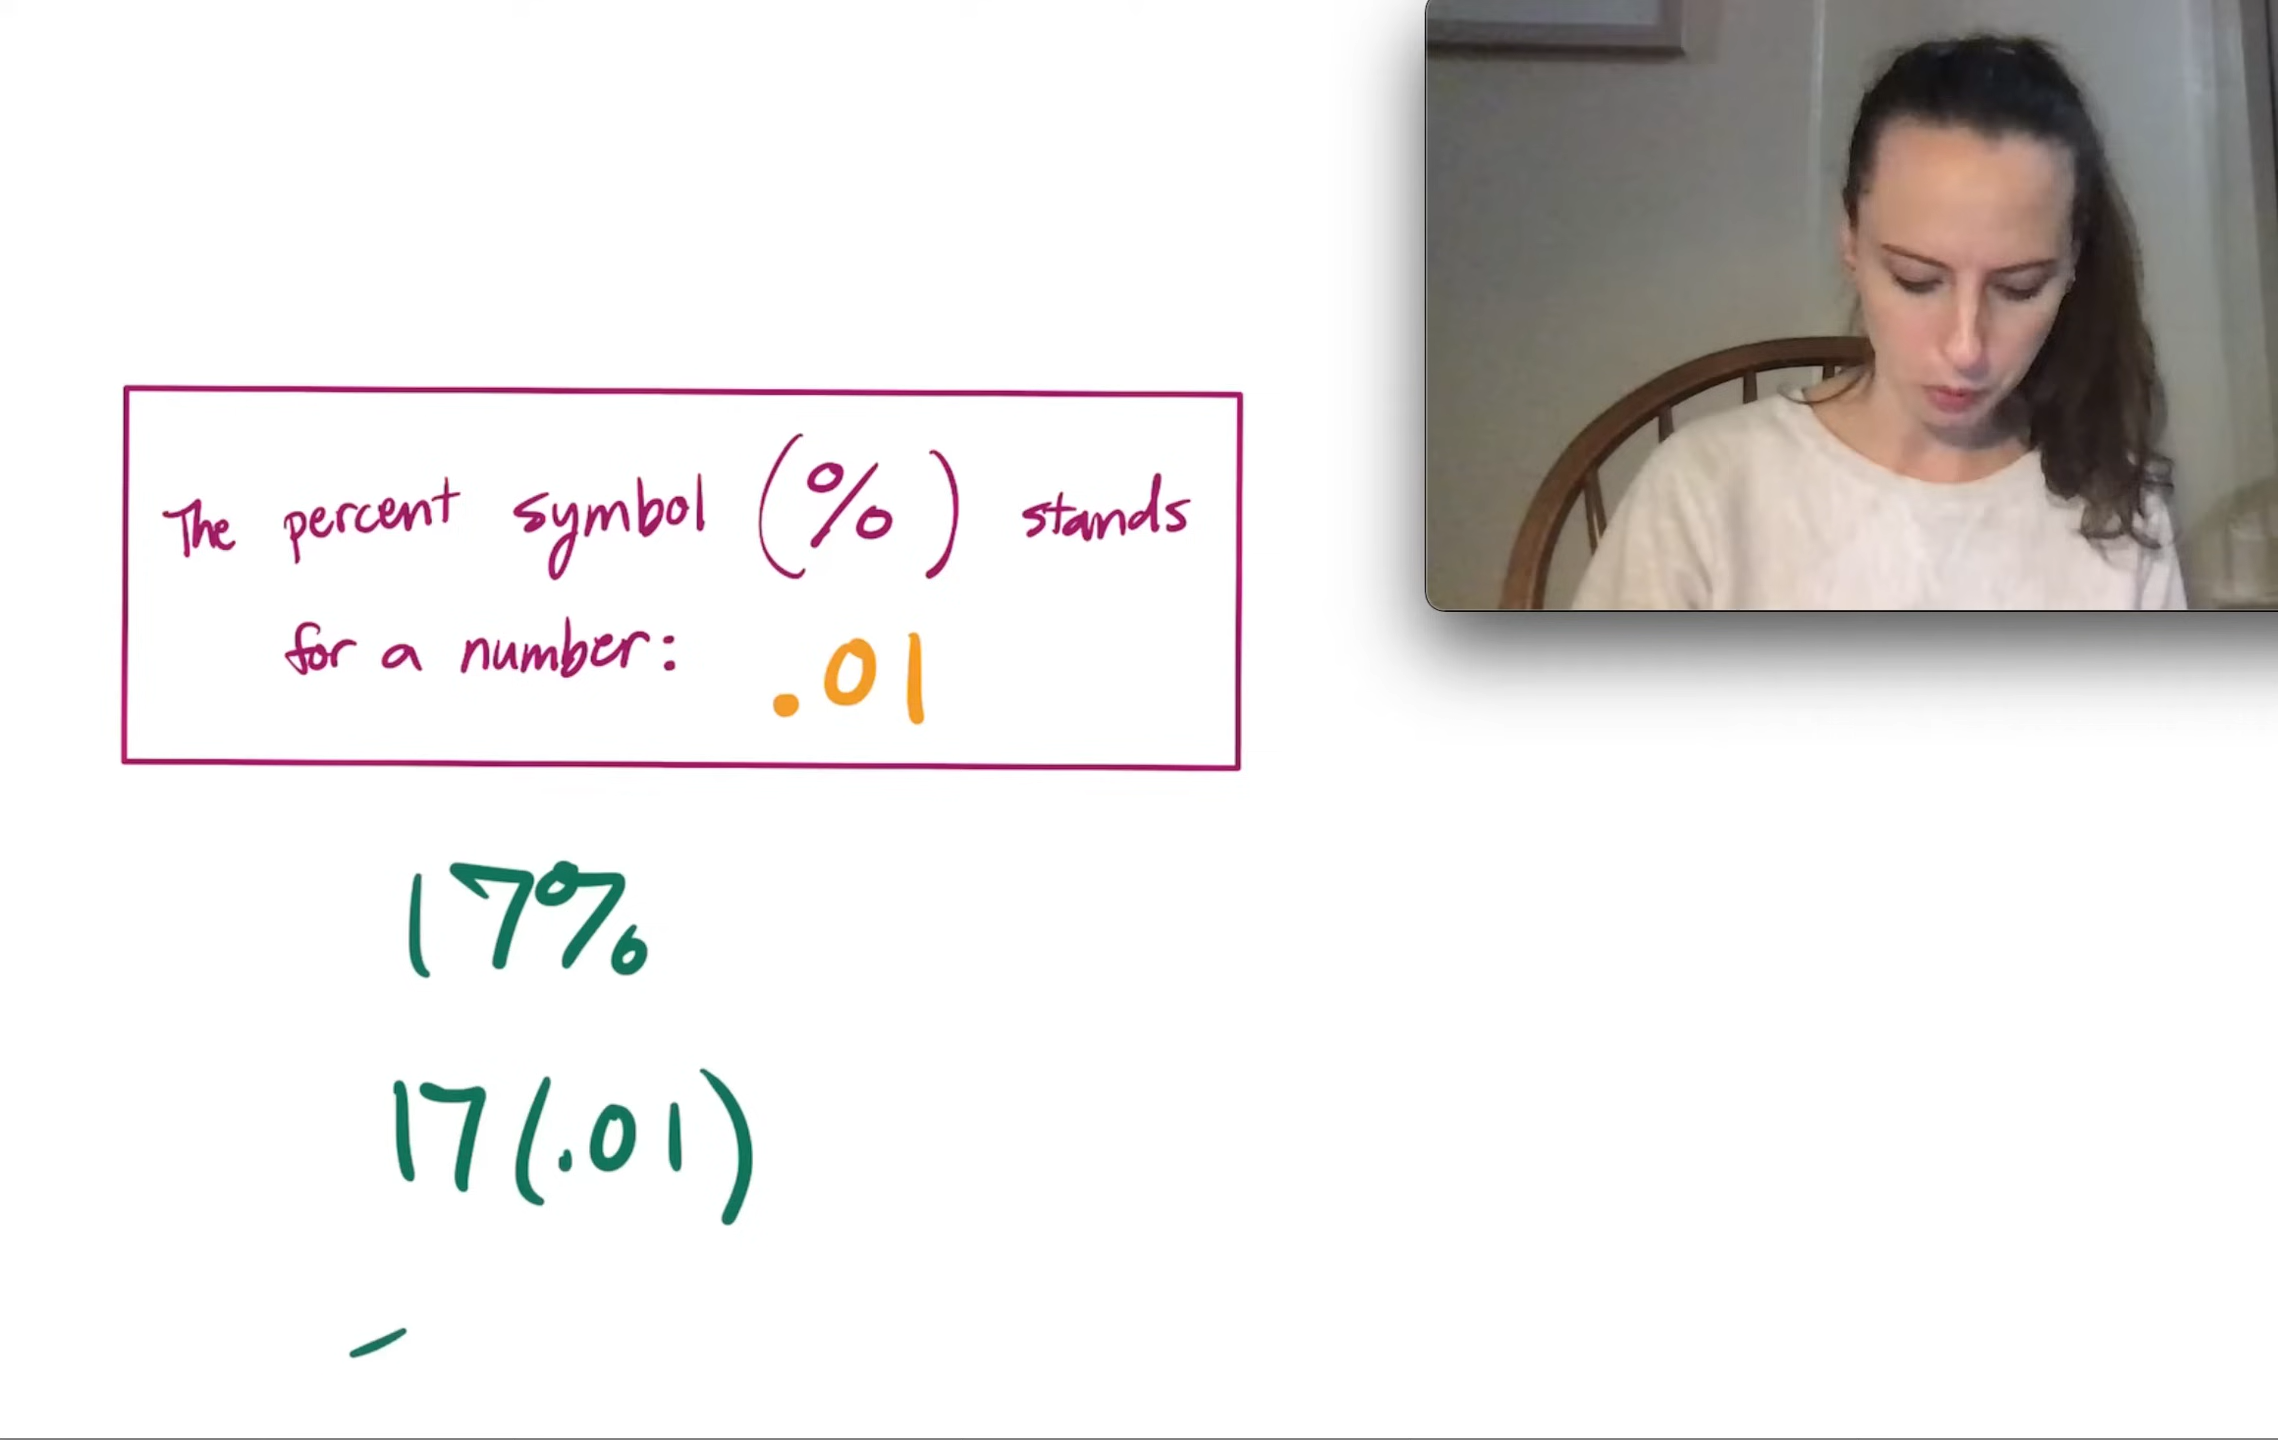 The percent symbol (%) stands
for a number: .01
17%
17(.01)